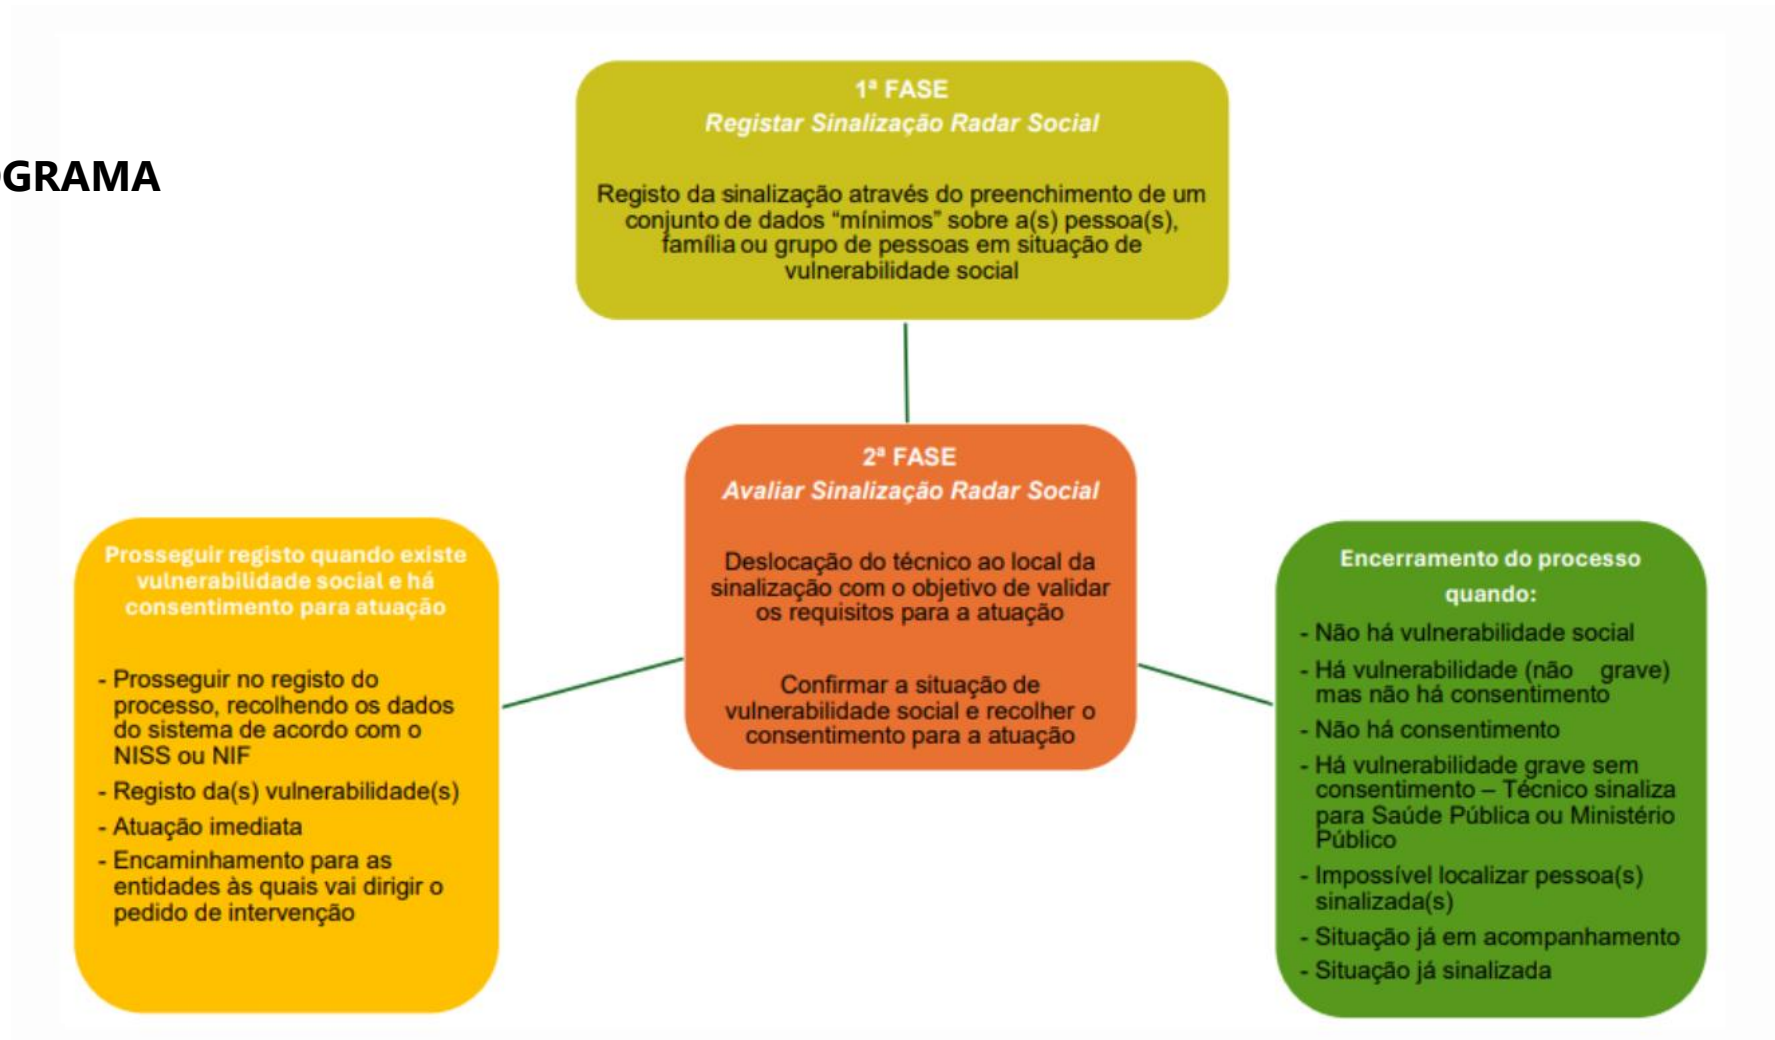 OGRAMA
1ª FASE
Registar Sinalização Radar Social
Registo da sinalização através do preenchimento de um
conjunto de dados “mínimos” sobre a(s) pessoa(s),
família ou grupo de pessoas em situação de
vulnerabilidade social
2ª FASE
Avaliar Sinalização Radar Social
Deslocação do técnico ao local da
sinalização com o objetivo de validar
os requisitos para a atuação
Confirmar a situação de
vulnerabilidade social e recolher o
consentimento para a atuação
Prosseguir registo quando existe
vulnerabilidade social e há
consentimento para atuação
- Prosseguir no registo do
processo, recolhendo os dados
do sistema de acordo com o
NISS ou NIF
- Registo da(s) vulnerabilidade(s)
- Atuação imediata
- Encaminhamento para as
entidades às quais vai dirigir o
pedido de intervenção
Encerramento do processo
quando:
- Não há vulnerabilidade social
- Há vulnerabilidade (não grave)
mas não há consentimento
- Não há consentimento
- Há vulnerabilidade grave sem
consentimento – Técnico sinaliza
para Saúde Pública ou Ministério
Público
- Impossível localizar pessoa(s)
sinalizada(s)
- Situação já em acompanhamento
- Situação já sinalizada